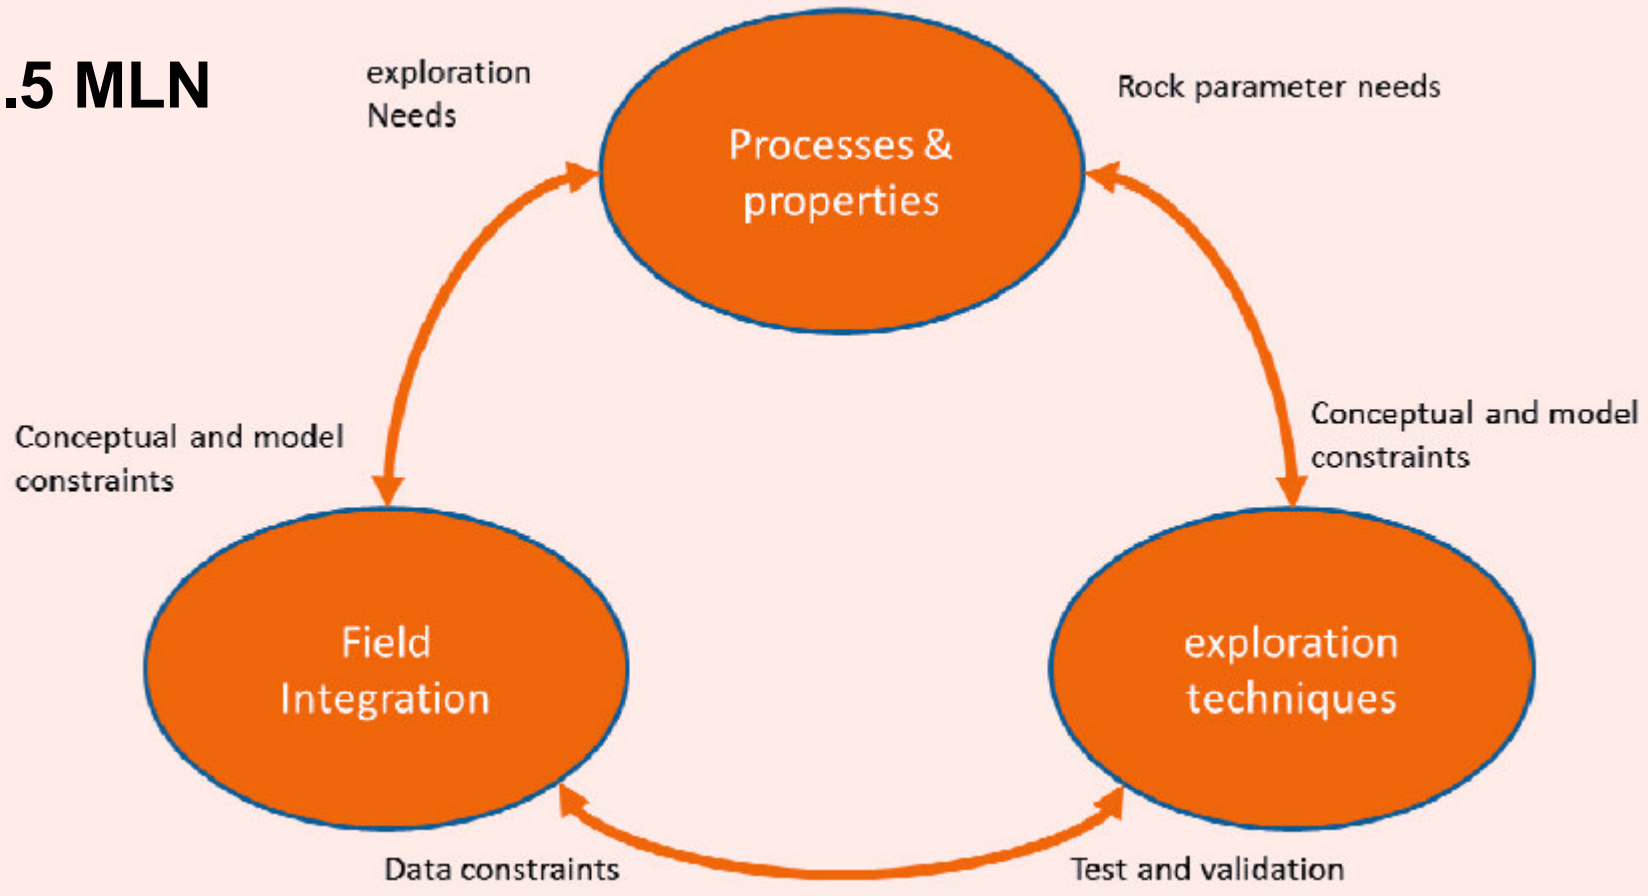 .5 MLN
exploration
Needs
Rock parameter needs
Processes &
properties
Conceptual and model
constraints
Conceptual and model
constraints
Field
Integration
exploration
techniques
Data constraints
Test and validation